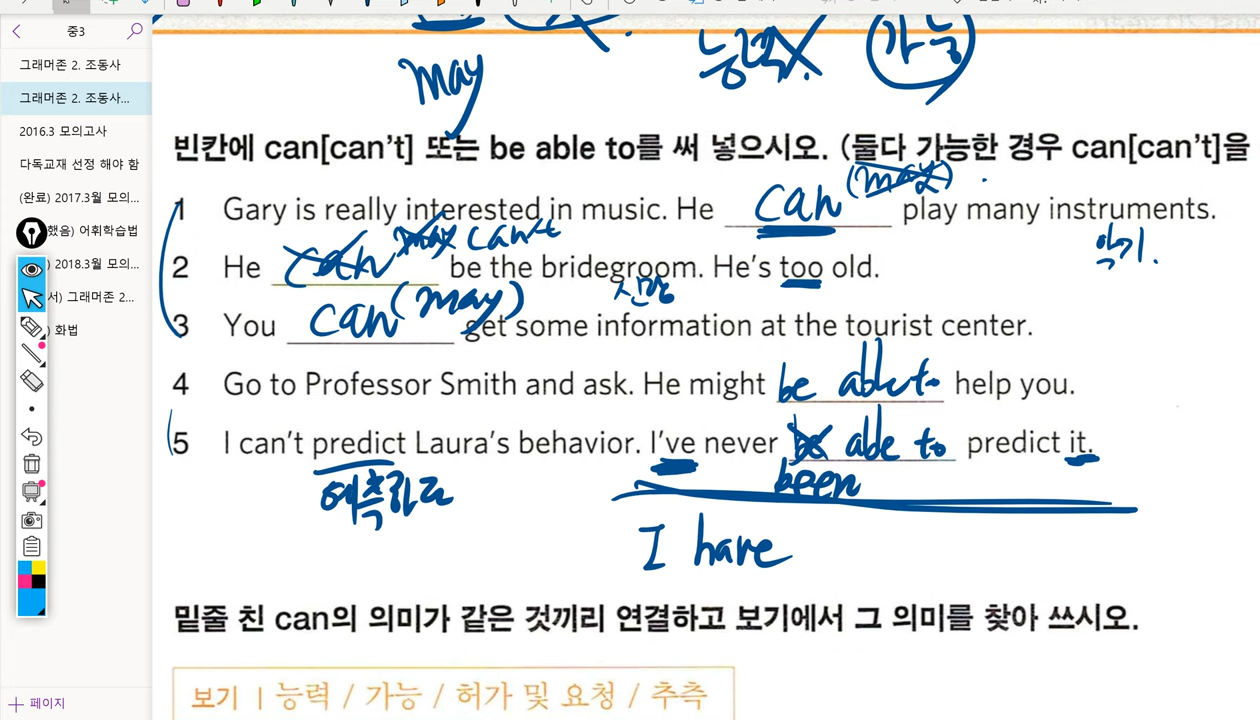 중3
그래머존 2. 조동사
그래머존 2. 조동사...
2016.3 모의고사
다독교재 선정 해야 함
(완료) 2017.3월 모의...
했음) 어휘학습법
) 2018.3월 모의...
서) 그래머존 2...
) 화법
페이지
may
능력
가능
빈칸에 can[can't] 또는 be able to를 써 넣으시오. (둘다 가능한 경우 can[can't]을
(may)
1 Gary is really interested in music. He can play many instruments.
악기.
may can't
2 He can be the bridegroom. He's too old.
신랑
3 You can (may) get some information at the tourist center.
4 Go to Professor Smith and ask. He might be able to help you.
5 I can't predict Laura's behavior. I've never be able to predict it.
예측하다
been
I have
밑줄 친 can의 의미가 같은 것끼리 연결하고 보기에서 그 의미를 찾아 쓰시오.
보기 | 능력 / 가능 / 허가 및 요청 / 추측